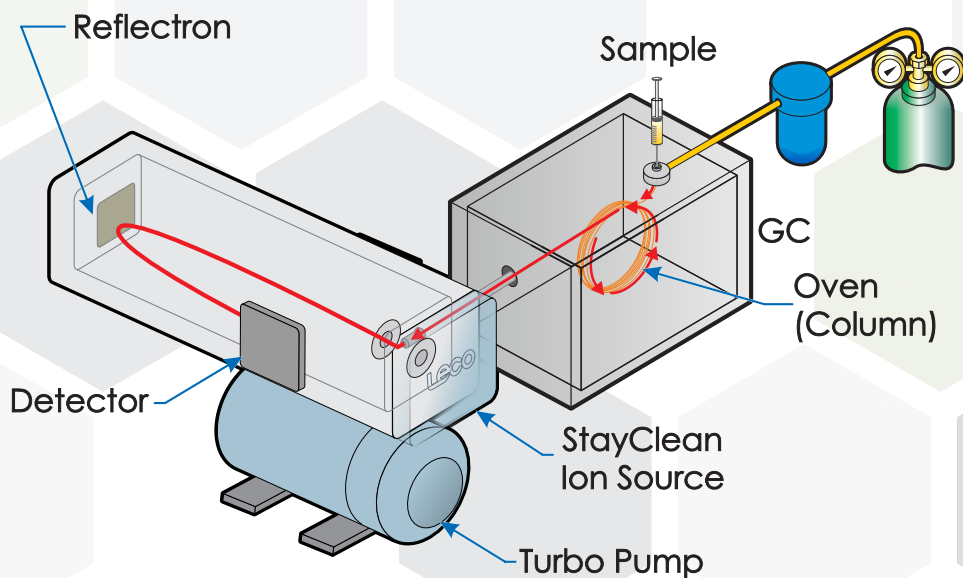 Reflectron
Sample
GC
Oven
(Column)
Leco
Detector
StayClean
Ion Source
Turbo Pump